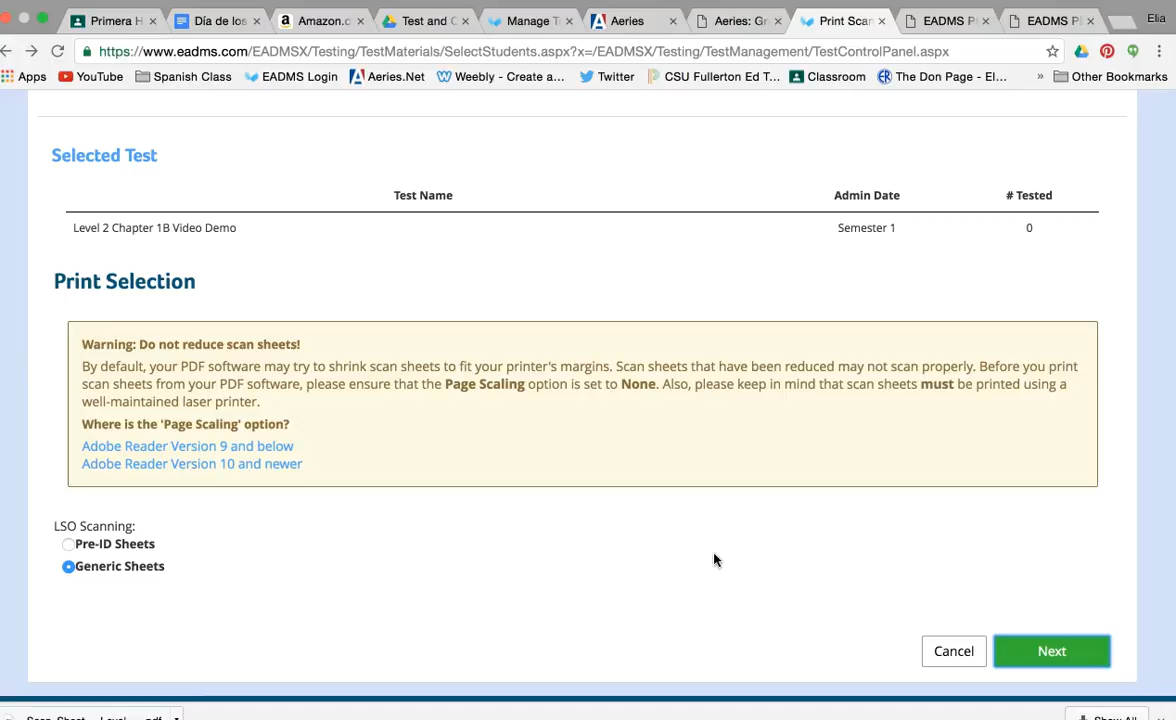 Primera H
Día de los
Amazon.c
Test and C
Manage T
Aeries
Aeries: Gr
Print Scan
EADMS P
EADMS P
Elia
https://www.eadms.com/EADMSX/Testing/TestMaterials/SelectStudents.aspx?x=/EADMSX/Testing/TestManagement/TestControlPanel.aspx
Apps YouTube Spanish Class EADMS Login Aeries.Net Weebly - Create a... Twitter CSU Fullerton Ed T... Classroom The Don Page - El... » Other Bookmarks
Selected Test
Test Name Admin Date # Tested
Level 2 Chapter 1B Video Demo Semester 1 0
Print Selection
Warning: Do not reduce scan sheets!
By default, your PDF software may try to shrink scan sheets to fit your printer's margins. Scan sheets that have been reduced may not scan properly. Before you print
scan sheets from your PDF software, please ensure that the Page Scaling option is set to None. Also, please keep in mind that scan sheets must be printed using a
well-maintained laser printer.
Where is the 'Page Scaling' option?
Adobe Reader Version 9 and below
Adobe Reader Version 10 and newer
LSO Scanning:
Pre-ID Sheets
Generic Sheets
Cancel Next
Show All